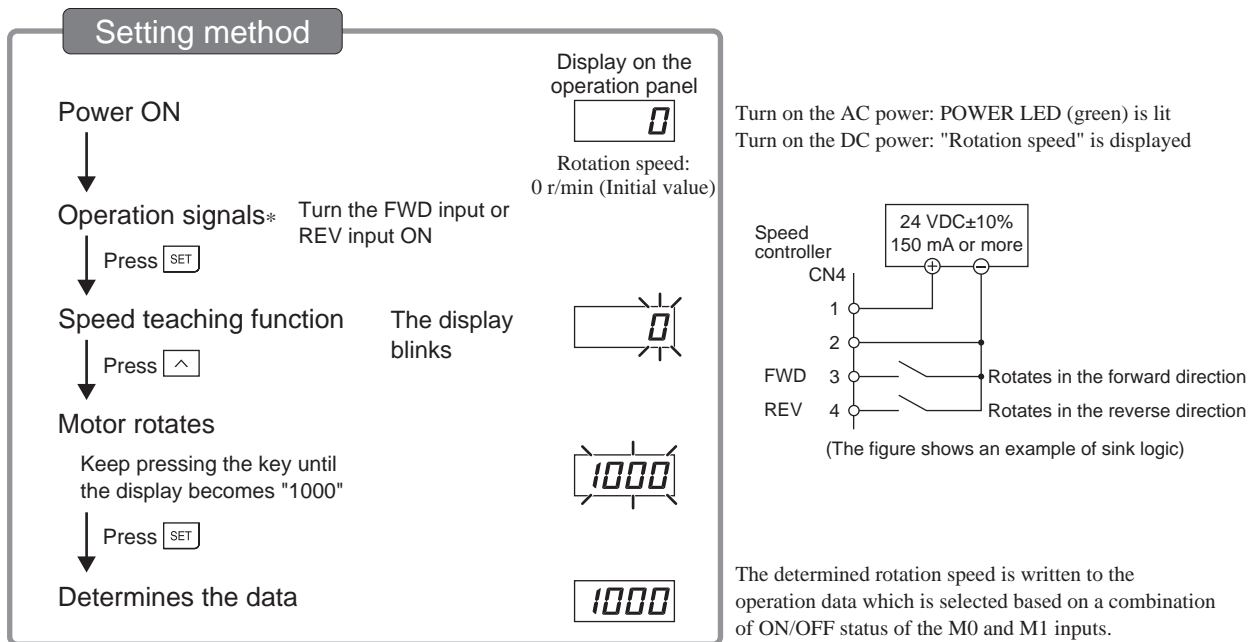 Setting method
Display on the
operation panel
Power ON
0
Rotation speed:
0 r/min (Initial value)
Turn on the AC power: POWER LED (green) is lit
Turn on the DC power: "Rotation speed" is displayed
Operation signals*
Turn the FWD input or
REV input ON
Press SET
Speed teaching function
The display
blinks
0
Press ^
Motor rotates
Keep pressing the key until
the display becomes "1000"
1000
Press SET
Determines the data
1000
Speed
controller
CN4
24 VDC±10%
150 mA or more
+ −
1
2
FWD 3 Rotates in the forward direction
REV 4 Rotates in the reverse direction
(The figure shows an example of sink logic)
The determined rotation speed is written to the
operation data which is selected based on a combination
of ON/OFF status of the M0 and M1 inputs.